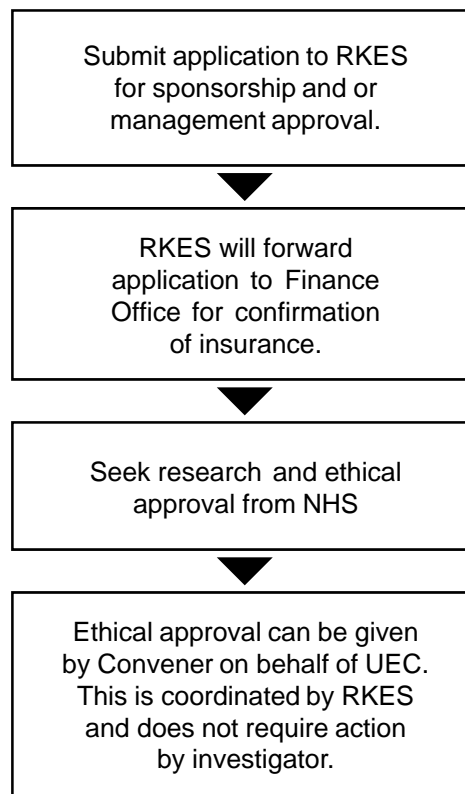 Submit application to RKES
for sponsorship and or
management approval.
RKES will forward
application to Finance
Office for confirmation
of insurance.
Seek research and ethical
approval from NHS
Ethical approval can be given
by Convener on behalf of UEC.
This is coordinated by RKES
and does not require action
by investigator.